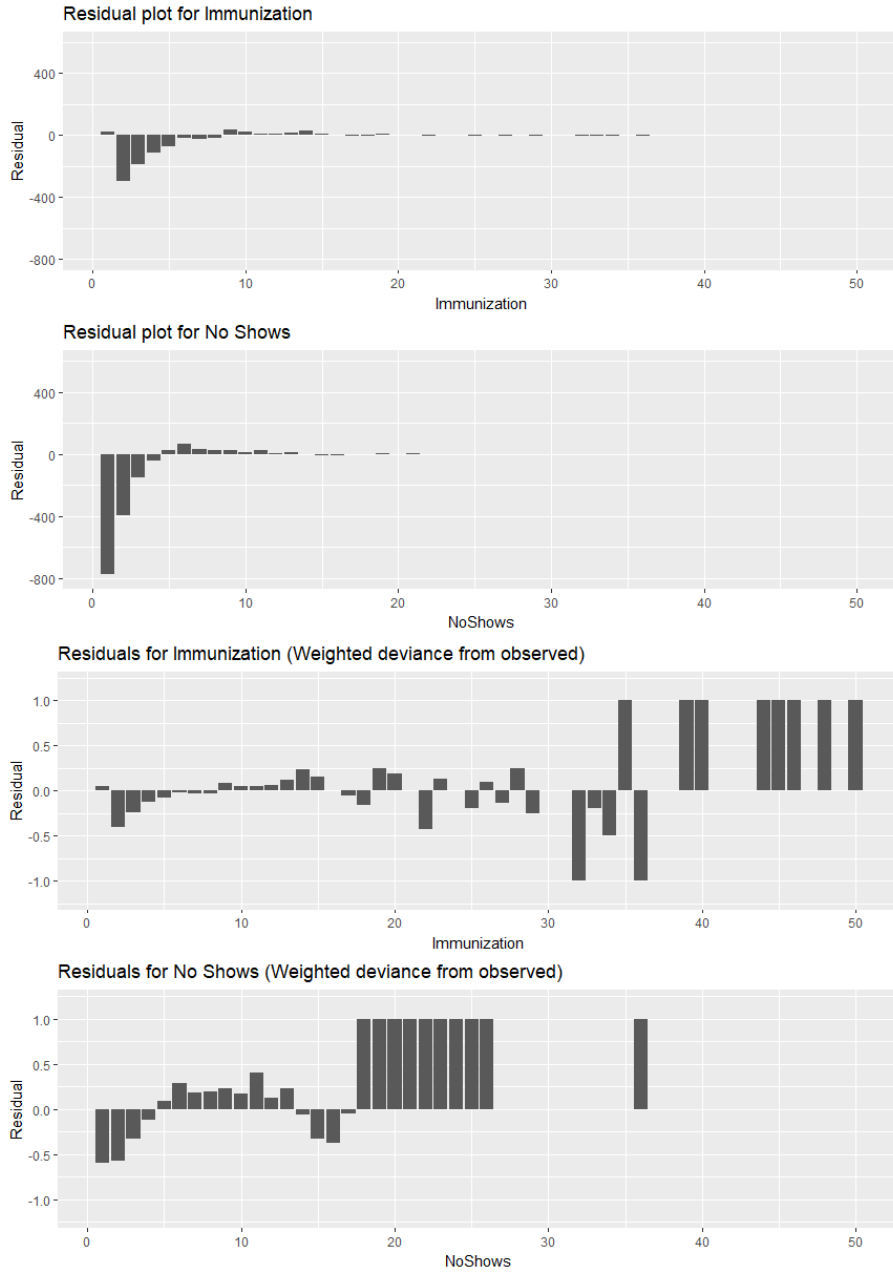 Residual plot for Immunization
400
0
-400
-800
Residual
0 10 20 30 40 50
Immunization
Residual plot for No Shows
400
0
-400
-800
Residual
0 10 20 30 40 50
NoShows
Residuals for Immunization (Weighted deviance from observed)
1.0
0.5
0.0
-0.5
-1.0
Residual
0 10 20 30 40 50
Immunization
Residuals for No Shows (Weighted deviance from observed)
1.0
0.5
0.0
-0.5
-1.0
Residual
0 10 20 30 40 50
NoShows